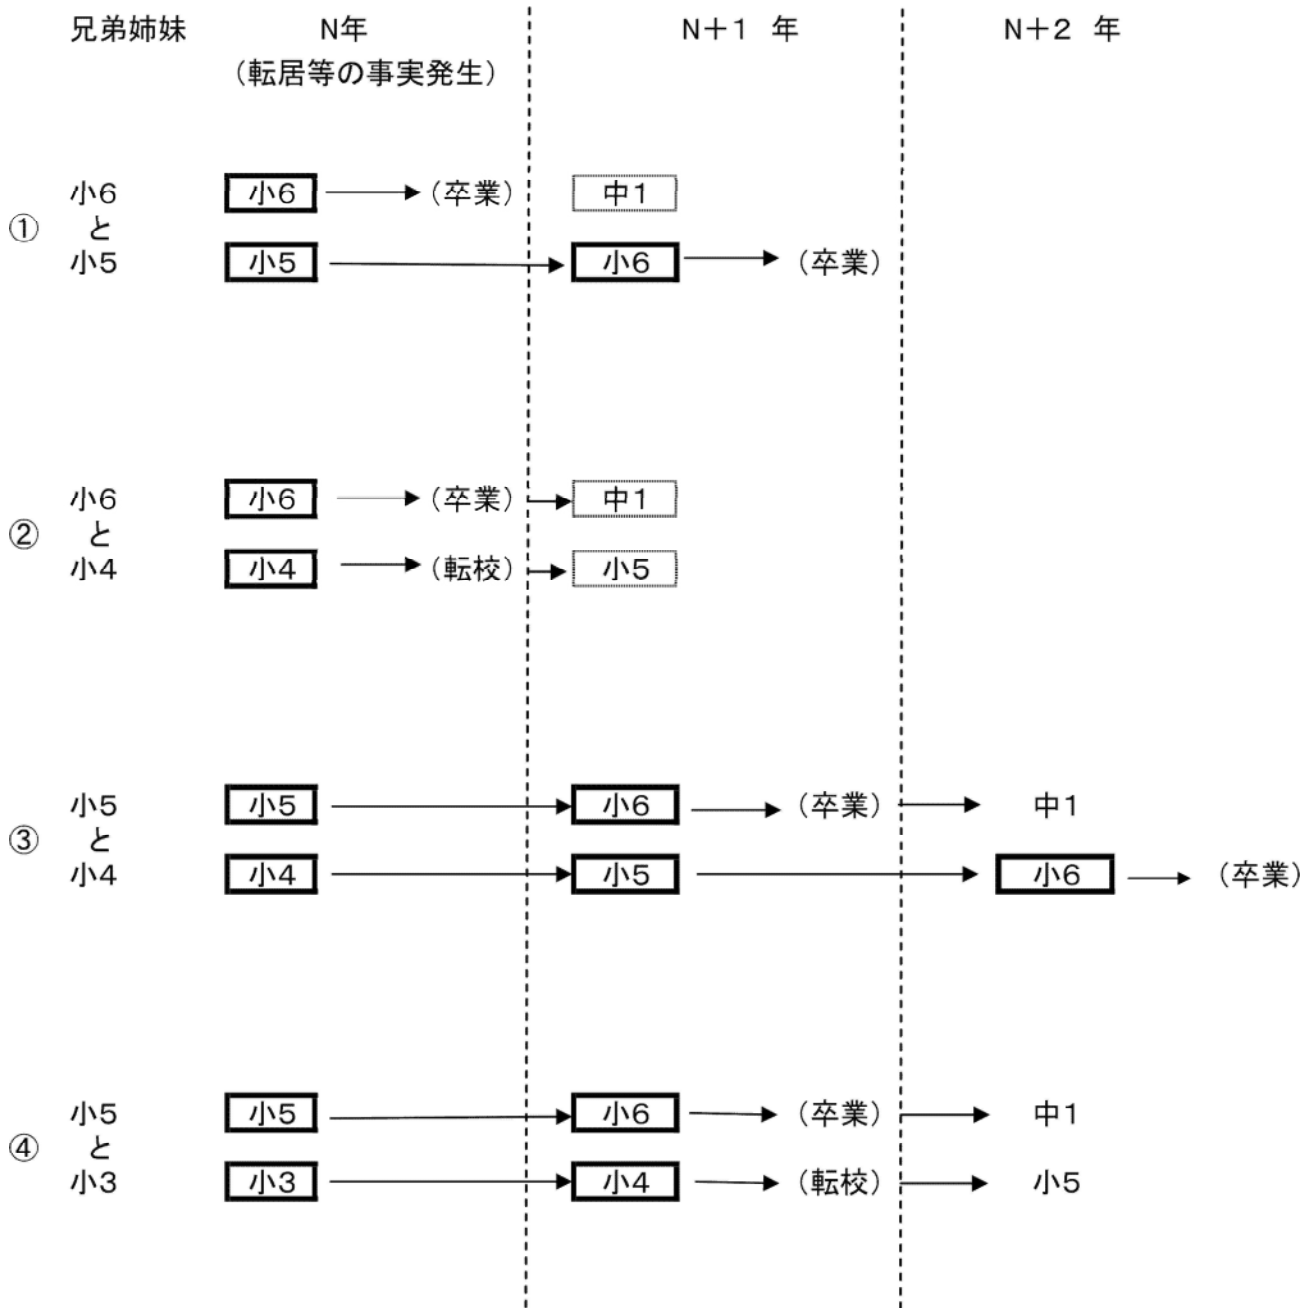 兄弟姉妹 N年 N+1 年 N+2 年
(転居等の事実発生)
小6 小6 (卒業) 中1
① と
小5 小5 小6 (卒業)
小6 小6 (卒業) 中1
② と
小4 小4 (転校) 小5
小5 小5 小6 (卒業) 中1
③ と
小4 小4 小5 小6 (卒業)
小5 小5 小6 (卒業) 中1
④ と
小3 小3 小4 (転校) 小5